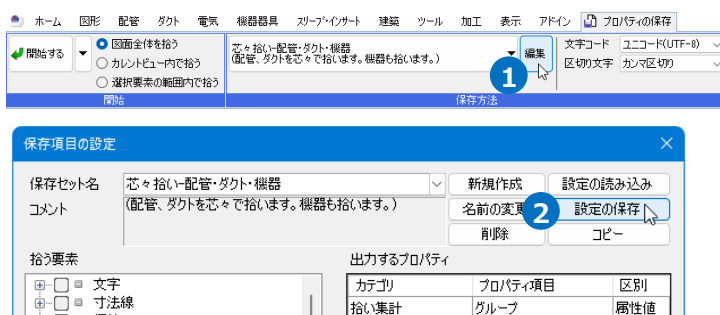 ホーム 図形 配管 ダクト 電気 機器器具 スリーブ・インサート 建築 ツール 加工 表示 アドイン プロパティの保存
開始する
図面全体を拾う
カレントビュー内で拾う
選択要素の範囲内で拾う
開始
芯々拾い-配管・ダクト・機器
(配管、ダクトを芯々で拾います。機器も拾います。)
編集
1
文字コード ユニコード(UTF-8)
区切り文字 カンマ区切り
保存方法
保存項目の設定
保存セット名 芯々拾い-配管・ダクト・機器 新規作成 設定の読み込み
コメント (配管、ダクトを芯々で拾います。機器も拾います。) 名前の変更 2 設定の保存
削除 コピー
拾う要素 出力するプロパティ
文字
寸法線
カテゴリ プロパティ項目 区別
拾い集計 グループ 属性値